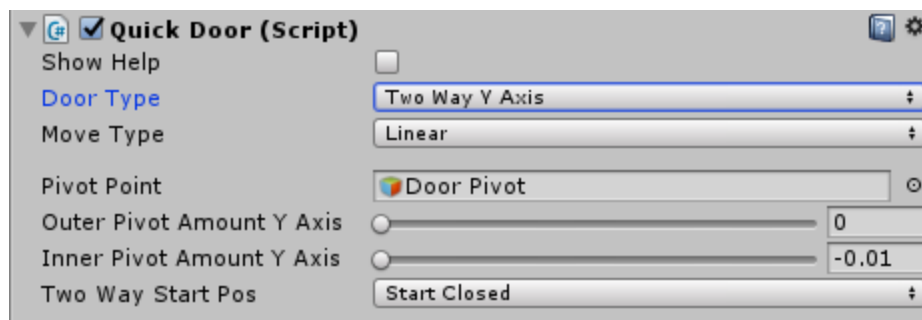 Quick Door (Script)
Show Help
Door Type Two Way Y Axis
Move Type Linear
Pivot Point Door Pivot
Outer Pivot Amount Y Axis 0
Inner Pivot Amount Y Axis -0.01
Two Way Start Pos Start Closed